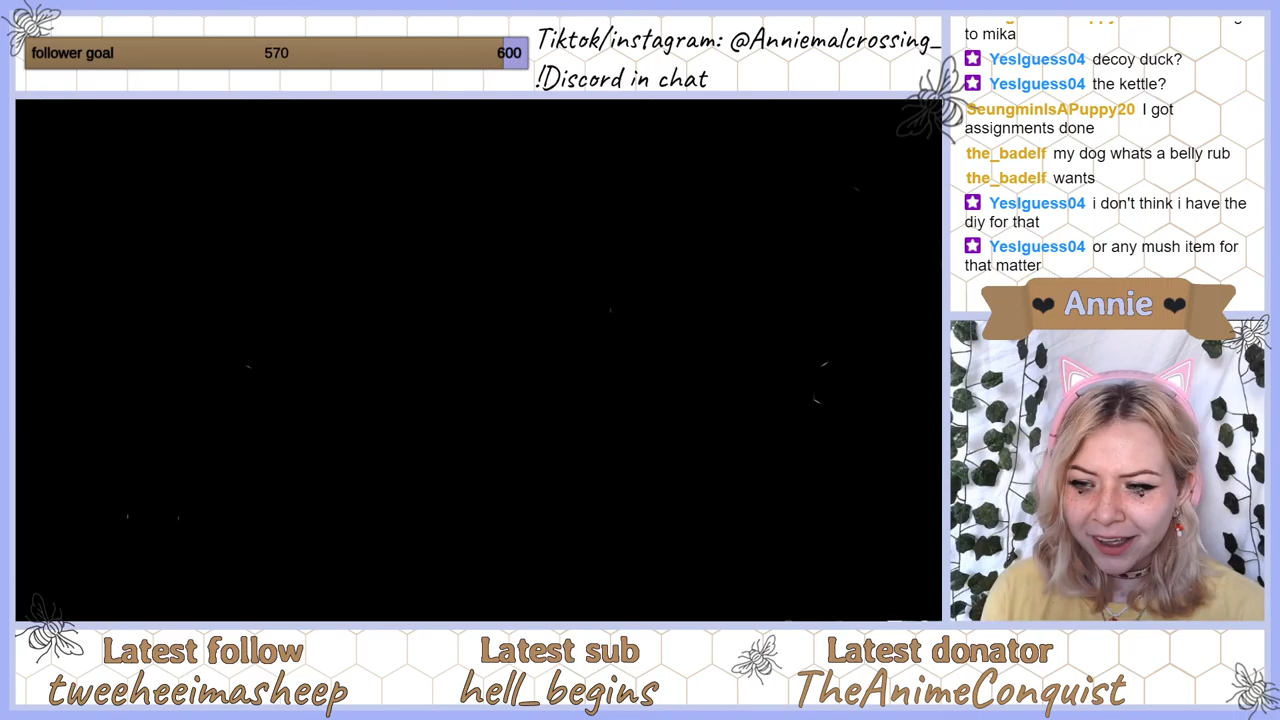 follower goal 570 600
Tiktok/instagram: @Anniemalcrossing_
!Discord in chat
to mika
YesIguess04 decoy duck?
YesIguess04 the kettle?
SeungminIsAPuppy20 I got
assignments done
the_badelf my dog whats a belly rub
the_badelf wants
YesIguess04 i don't think i have the
diy for that
YesIguess04 or any mush item for
that matter
Annie
Latest follow
tweeheeimasheep
Latest sub
hell_begins
Latest donator
TheAnimeConquist